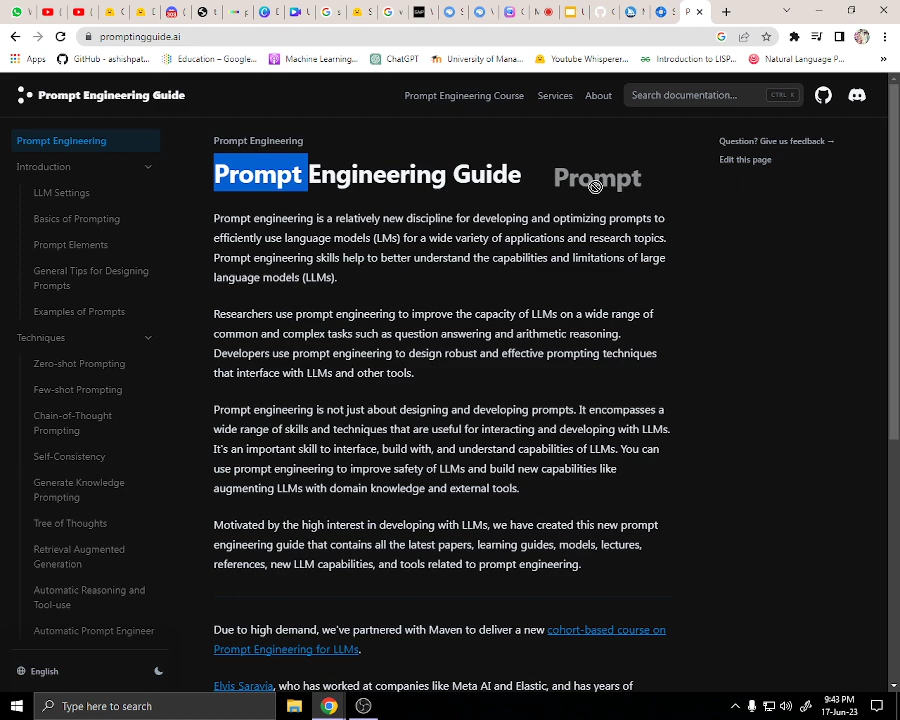 promptingguide.ai
Apps
GitHub - ashishpat...
Education – Google...
Machine Learning...
ChatGPT
University of Mana...
Youtube Whisperer...
Introduction to LISP...
Natural Language P...
Prompt Engineering Guide
Prompt Engineering Course
Services
About
Search documentation...
CTRL K
Prompt Engineering
Introduction
LLM Settings
Basics of Prompting
Prompt Elements
General Tips for Designing
Prompts
Examples of Prompts
Techniques
Zero-shot Prompting
Few-shot Prompting
Chain-of-Thought
Prompting
Self-Consistency
Generate Knowledge
Prompting
Tree of Thoughts
Retrieval Augmented
Generation
Automatic Reasoning and
Tool-use
Automatic Prompt Engineer
English
Prompt Engineering
Prompt Engineering Guide
Prompt
Prompt engineering is a relatively new discipline for developing and optimizing prompts to
efficiently use language models (LMs) for a wide variety of applications and research topics.
Prompt engineering skills help to better understand the capabilities and limitations of large
language models (LLMs).
Researchers use prompt engineering to improve the capacity of LLMs on a wide range of
common and complex tasks such as question answering and arithmetic reasoning.
Developers use prompt engineering to design robust and effective prompting techniques
that interface with LLMs and other tools.
Prompt engineering is not just about designing and developing prompts. It encompasses a
wide range of skills and techniques that are useful for interacting and developing with LLMs.
It's an important skill to interface, build with, and understand capabilities of LLMs. You can
use prompt engineering to improve safety of LLMs and build new capabilities like
augmenting LLMs with domain knowledge and external tools.
Motivated by the high interest in developing with LLMs, we have created this new prompt
engineering guide that contains all the latest papers, learning guides, models, lectures,
references, new LLM capabilities, and tools related to prompt engineering.
Due to high demand, we've partnered with Maven to deliver a new cohort-based course on
Prompt Engineering for LLMs.
Elvis Saravia, who has worked at companies like Meta AI and Elastic, and has years of
Question? Give us feedback →
Edit this page
Type here to search
9:43 PM
17-Jun-23